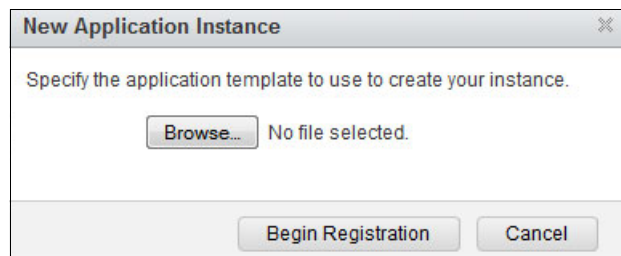 New Application Instance
Specify the application template to use to create your instance.
Browse... No file selected.
Begin Registration Cancel